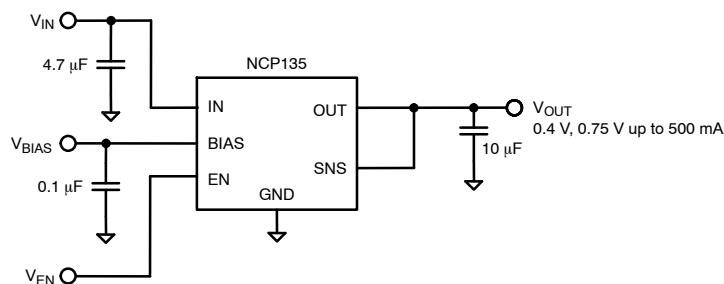 VIN
4.7 µF
NCP135
IN
OUT
VOUT
0.4 V, 0.75 V up to 500 mA
VBIAS
BIAS
10 µF
SNS
EN
0.1 µF
GND
VEN